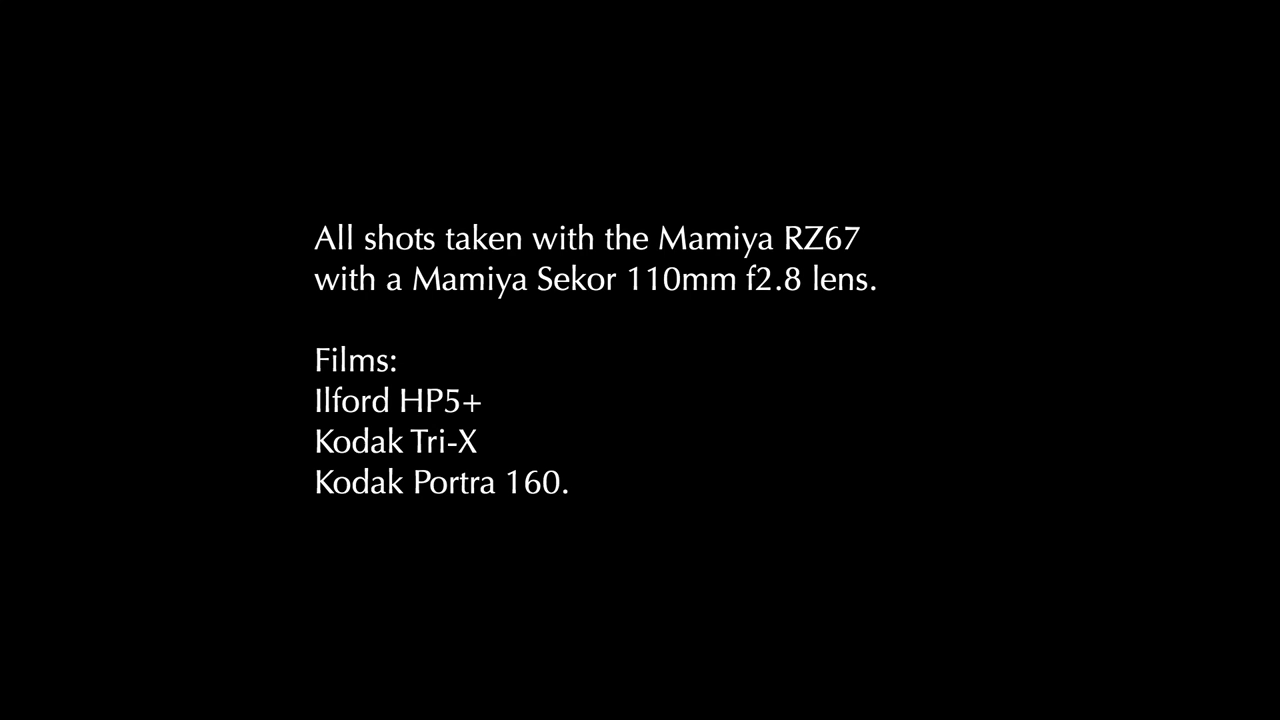 All shots taken with the Mamiya RZ67
with a Mamiya Sekor 110mm f2.8 lens.
Films:
Ilford HP5+
Kodak Tri-X
Kodak Portra 160.